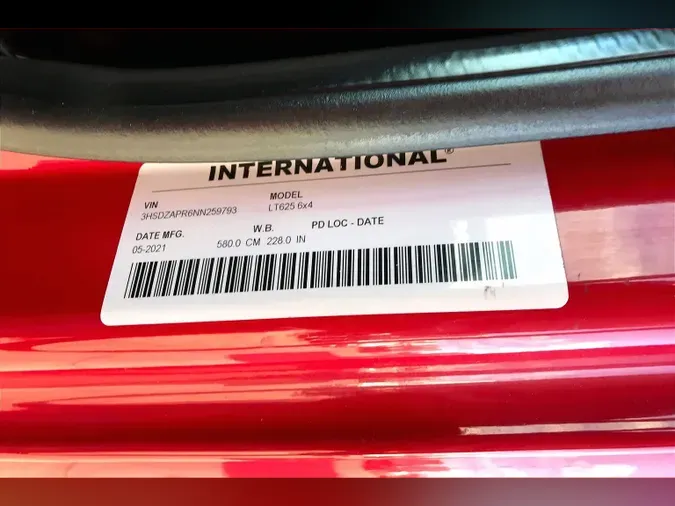 INTERNATIONAL®
VIN MODEL
3HSDZAPR6NN259793 LT625 6x4
DATE MFG. W.B. PD LOC - DATE
05-2021 580.0 CM 228.0 IN